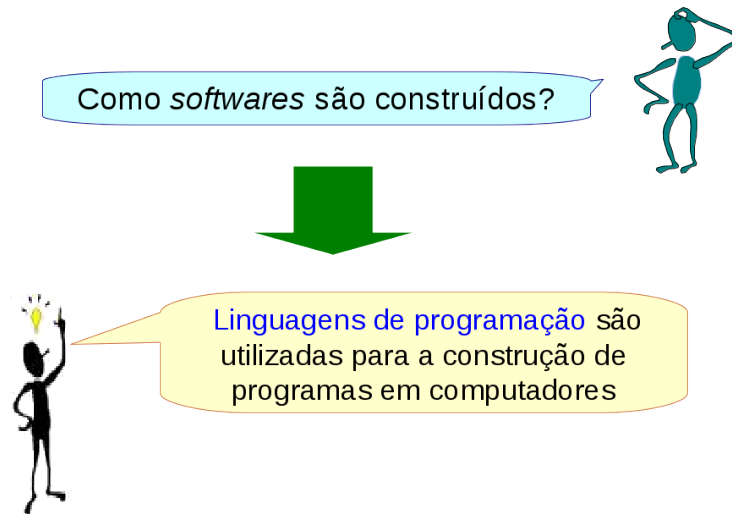 Como softwares são construídos?
Linguagens de programação são
utilizadas para a construção de
programas em computadores